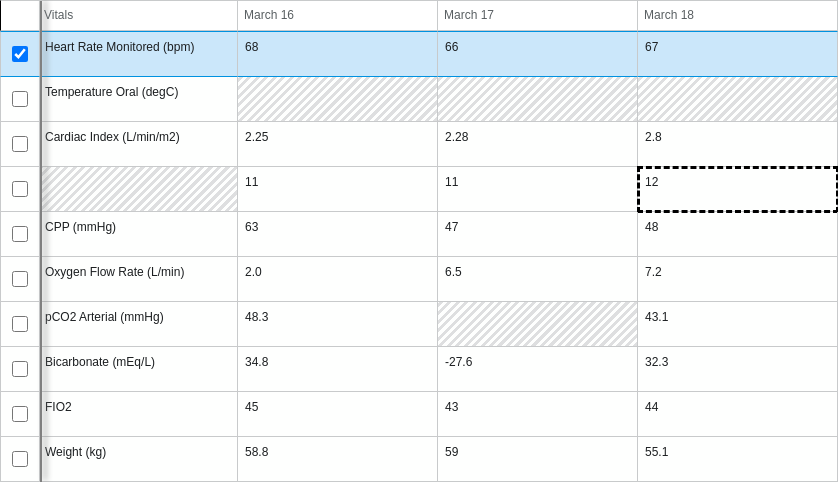 Vitals March 16 March 17 March 18
Heart Rate Monitored (bpm) 68 66 67
Temperature Oral (degC)
Cardiac Index (L/min/m2) 2.25 2.28 2.8
11 11 12
CPP (mmHg) 63 47 48
Oxygen Flow Rate (L/min) 2.0 6.5 7.2
pCO2 Arterial (mmHg) 48.3 43.1
Bicarbonate (mEq/L) 34.8 -27.6 32.3
FIO2 45 43 44
Weight (kg) 58.8 59 55.1